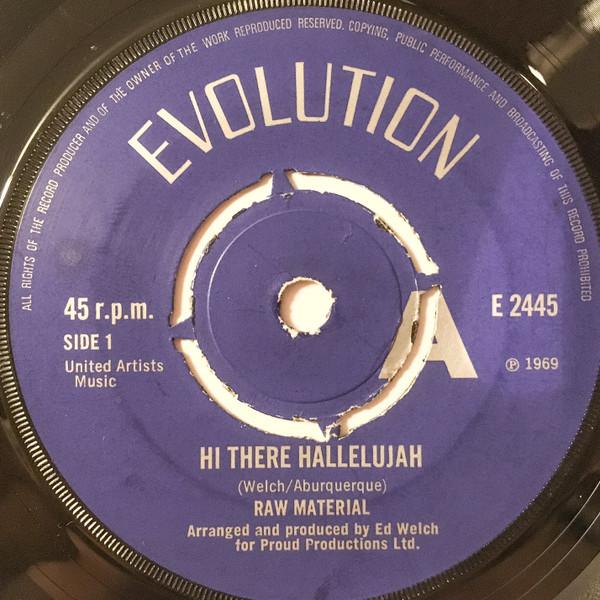 ALL RIGHTS OF THE RECORD PRODUCER AND OF THE OWNER OF THE WORK REPRODUCED RESERVED. COPYING, PUBLIC PERFORMANCE AND BROADCASTING OF THIS RECORD PROHIBITED
EVOLUTION
45 r.p.m.
E 2445
SIDE 1
A
United Artists
Music
℗ 1969
HI THERE HALLELUJAH
(Welch/Aburquerque)
RAW MATERIAL
Arranged and produced by Ed Welch
for Proud Productions Ltd.